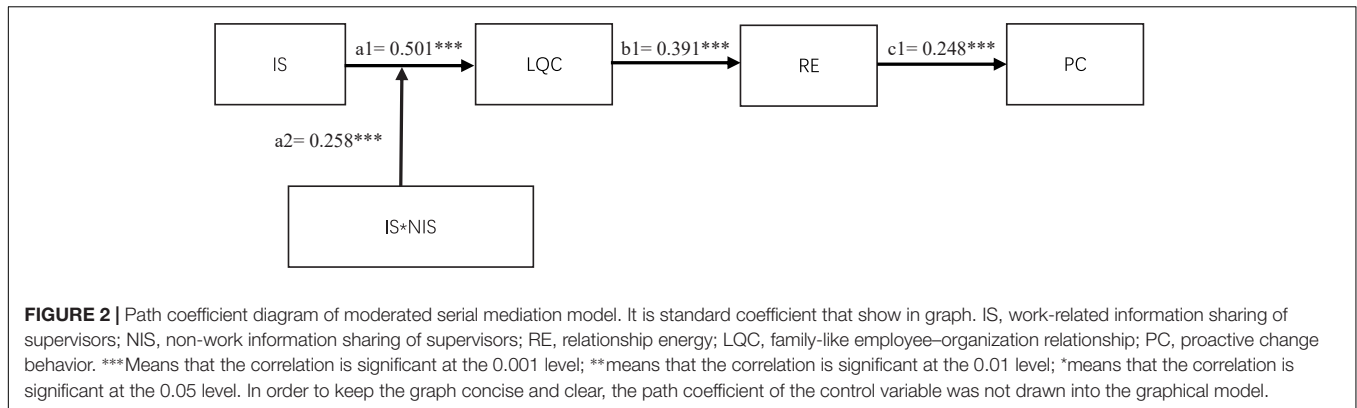 a1= 0.501***
b1= 0.391***
c1= 0.248***
IS
LQC
RE
PC
a2= 0.258***
IS*NIS
FIGURE 2 | Path coefficient diagram of moderated serial mediation model. It is standard coefficient that show in graph. IS, work-related information sharing of
supervisors; NIS, non-work information sharing of supervisors; RE, relationship energy; LQC, family-like employee–organization relationship; PC, proactive change
behavior. ***Means that the correlation is significant at the 0.001 level; **means that the correlation is significant at the 0.01 level; *means that the correlation is
significant at the 0.05 level. In order to keep the graph concise and clear, the path coefficient of the control variable was not drawn into the graphical model.